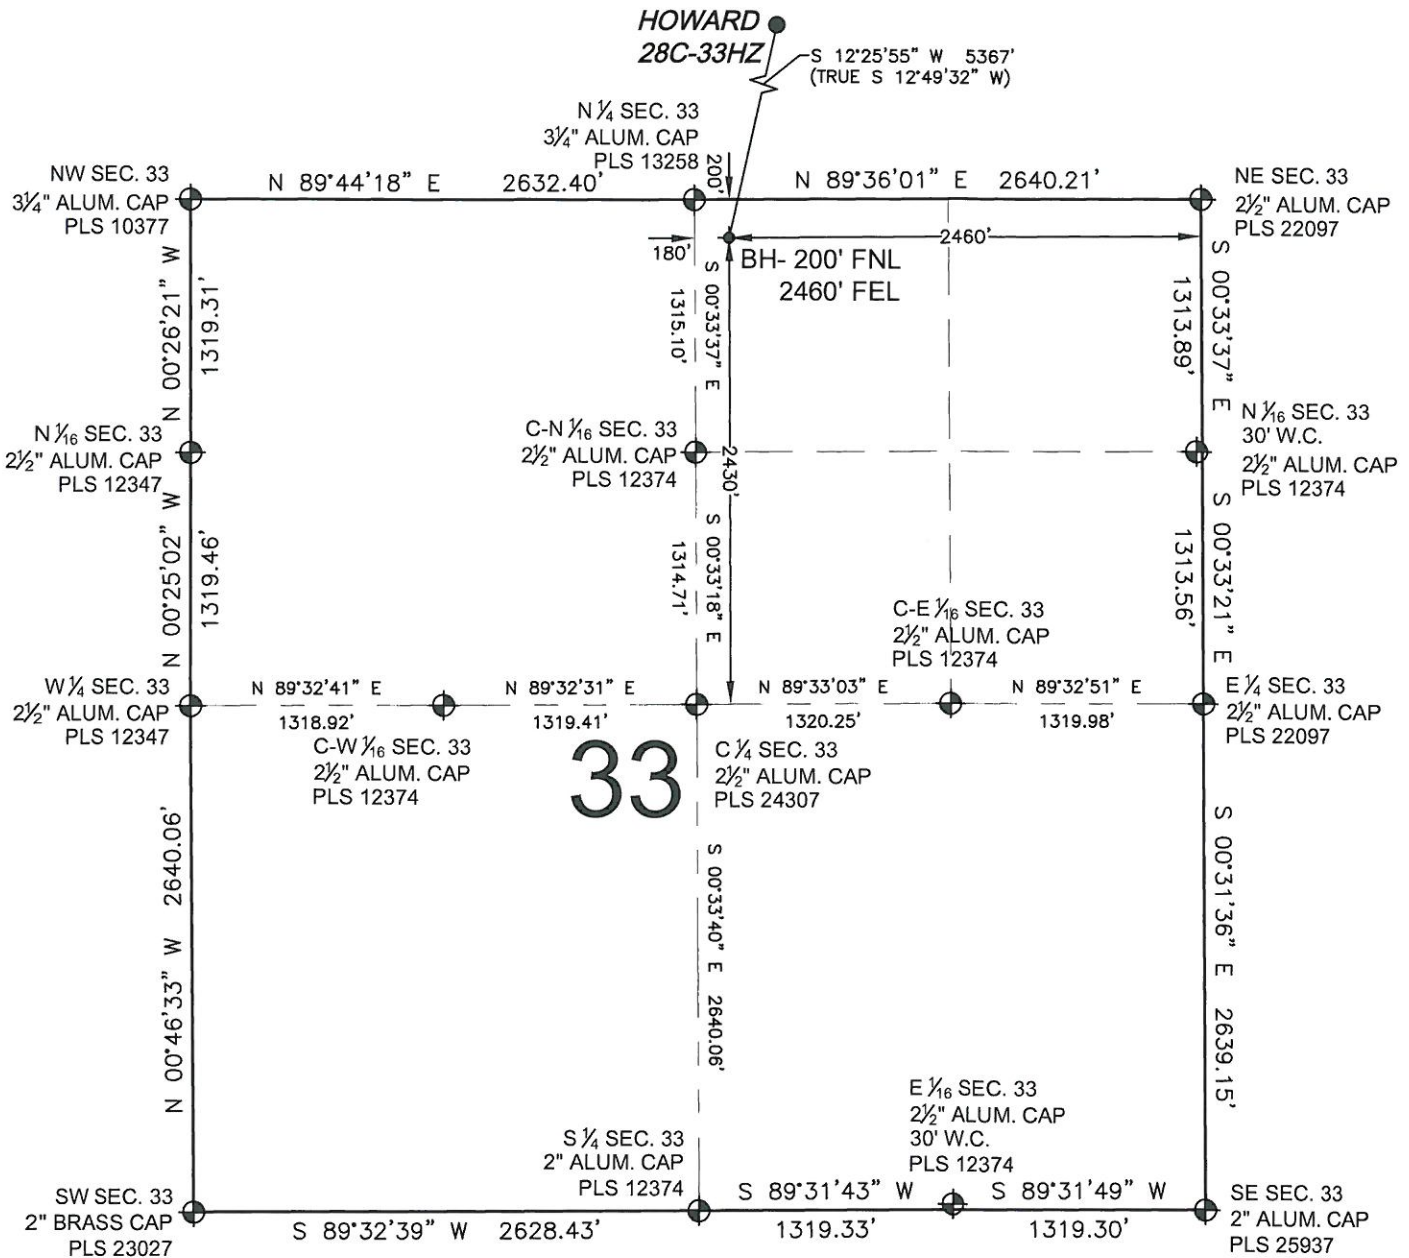 HOWARD
28C-33HZ
S 12°25'55" W 5367'
(TRUE S 12°49'32" W)
N 1/4 SEC. 33
3 1/4" ALUM. CAP
PLS 13258
200'
NW SEC. 33
3 1/4" ALUM. CAP
PLS 10377
N 89°44'18" E 2632.40'
N 89°36'01" E 2640.21'
NE SEC. 33
2 1/2" ALUM. CAP
PLS 22097
180'
2460'
BH- 200' FNL
2460' FEL
N 00°26'21" W
1319.31'
S 00°33'37" E
1315.10'
S 00°33'37" E
1313.89'
N 1/16 SEC. 33
2 1/2" ALUM. CAP
PLS 12347
C-N 1/16 SEC. 33
2 1/2" ALUM. CAP
PLS 12374
2430'
N 1/16 SEC. 33
30' W.C.
2 1/2" ALUM. CAP
PLS 12374
N 00°25'02" W
1319.46'
S 00°33'18" E
1314.71'
S 00°33'21" E
1313.56'
C-E 1/16 SEC. 33
2 1/2" ALUM. CAP
PLS 12374
W 1/4 SEC. 33
2 1/2" ALUM. CAP
PLS 12347
N 89°32'41" E
1318.92'
N 89°32'31" E
1319.41'
N 89°33'03" E
1320.25'
N 89°32'51" E
1319.98'
E 1/4 SEC. 33
2 1/2" ALUM. CAP
PLS 22097
C-W 1/16 SEC. 33
2 1/2" ALUM. CAP
PLS 12374
33
C 1/4 SEC. 33
2 1/2" ALUM. CAP
PLS 24307
N 00°46'33" W 2640.06'
S 00°33'40" E 2640.06'
S 00°31'36" E 2639.15'
E 1/16 SEC. 33
2 1/2" ALUM. CAP
30' W.C.
PLS 12374
S 1/4 SEC. 33
2" ALUM. CAP
PLS 12374
SW SEC. 33
2" BRASS CAP
PLS 23027
S 89°32'39" W 2628.43'
S 89°31'43" W
1319.33'
S 89°31'49" W
1319.30'
SE SEC. 33
2" ALUM. CAP
PLS 25937